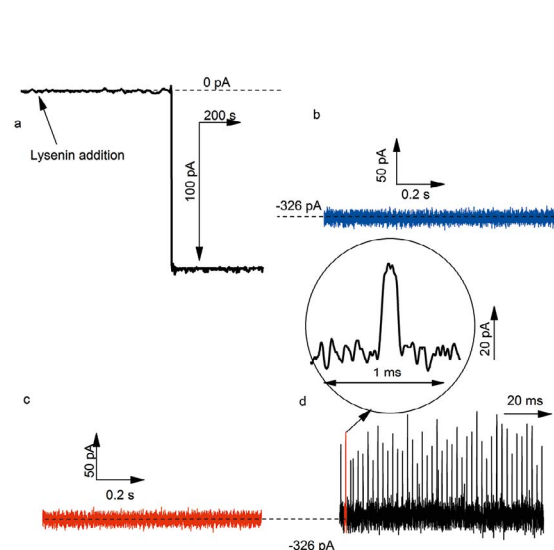 0 pA
200 s
a
Lysenin addition
100 pA
b
50 pA
0.2 s
-326 pA
20 pA
1 ms
c
d
20 ms
50 pA
0.2 s
-326 pA